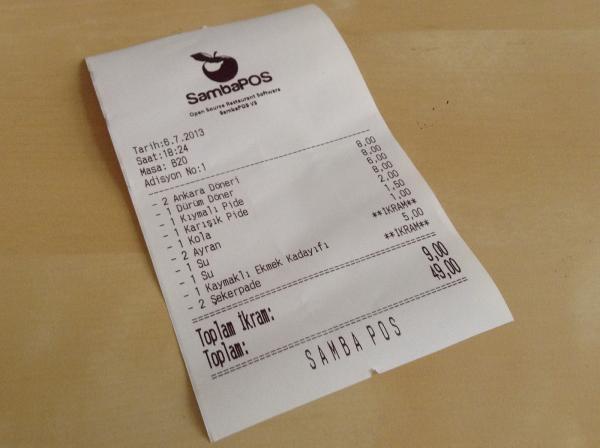 SambaPOS
Open Source Restaurant Software
SambaPOS V3
Tarih:6.7.2013
Saat:18:24
Masa: B20
Adisyon No:1
- 2 Ankara Döneri 8,00
- 1 Dürüm Döner 8,00
- 1 Kıymalı Pide 6,00
- 1 Karışık Pide 8,00
- 1 Kola 2,00
- 2 Ayran 1,50
- 1 Su 1,00
- 1 Su **IKRAM**
- 1 Kaymaklı Ekmek Kadayıfı 5,00
- 2 Şekerpade **IKRAM**
Toplam İkram: 9,00
Toplam: 49,00
SAMBA POS